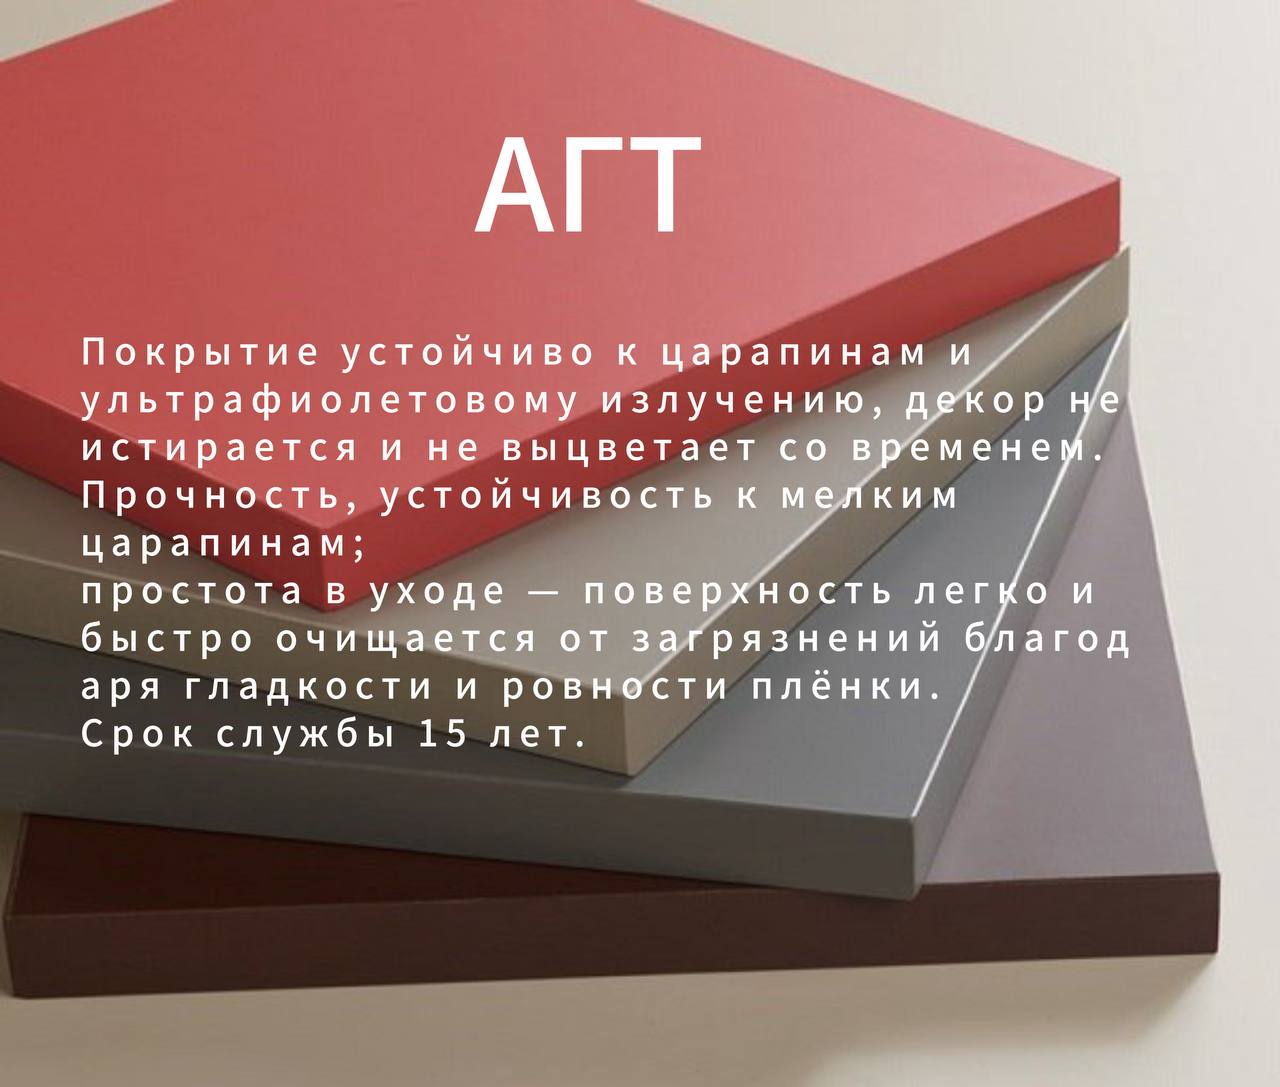 АГТ
Покрытие устойчиво к царапинам и
ультрафиолетовому излучению, декор не
истирается и не выцветает со временем.
Прочность, устойчивость к мелким
царапинам;
простота в уходе — поверхность легко и
быстро очищается от загрязнений благод
аря гладкости и ровности плёнки.
Срок службы 15 лет.